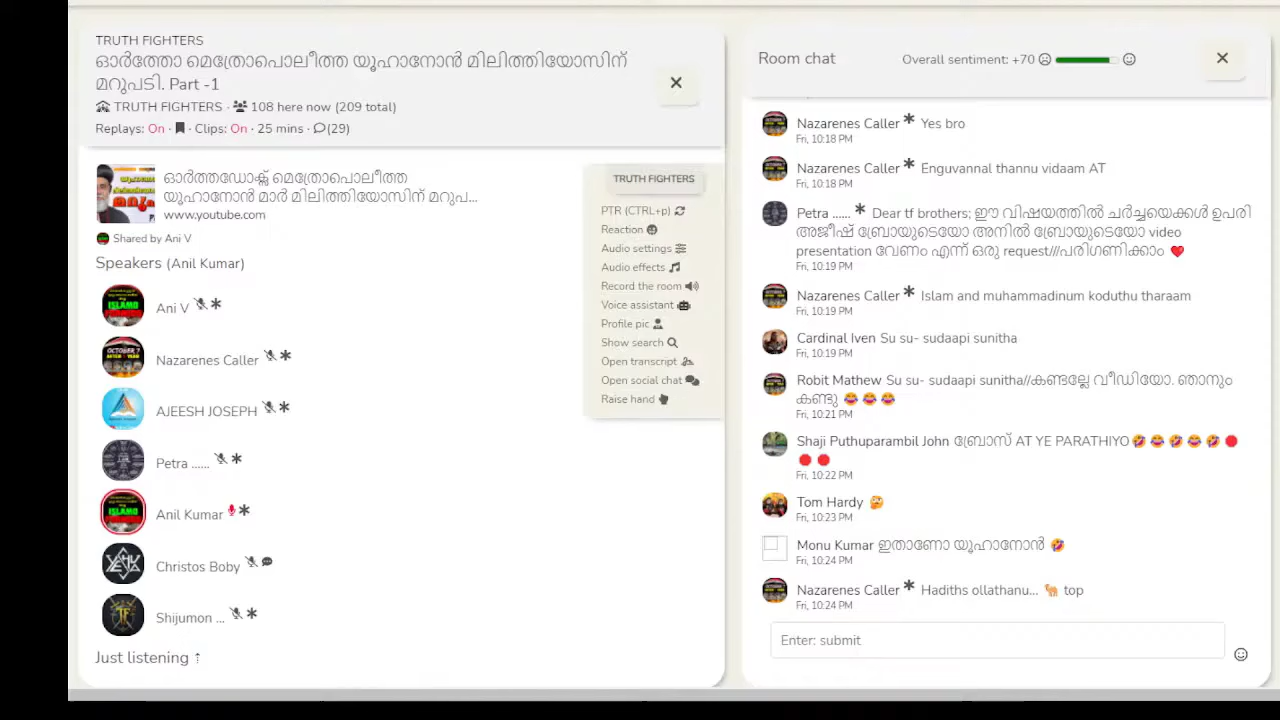 TRUTH FIGHTERS
ഓർത്തോ മെത്രോപൊലീത്ത യൂഹാനോൻ മിലിത്തിയോസിന്
മറുപടി. Part -1
TRUTH FIGHTERS · 108 here now (209 total)
Replays: On · Clips: On · 25 mins · (29)
ഓർത്തഡോക്സ് മെത്രൊപൊലീത്ത
യൂഹാനോൻ മാർ മിലിത്തിയോസിന് മറുപ...
www.youtube.com
Shared by Ani V
Speakers (Anil Kumar)
Ani V
Nazarenes Caller
AJEESH JOSEPH
Petra ......
Anil Kumar
Christos Boby
Shijumon ...
Just listening ⇡
TRUTH FIGHTERS
PTR (CTRL+p)
Reaction
Audio settings
Audio effects
Record the room
Voice assistant
Profile pic
Show search
Open transcript
Open social chat
Raise hand
Room chat
Overall sentiment: +70
Nazarenes Caller * Yes bro
Fri, 10:18 PM
Nazarenes Caller * Enguvannal thannu vidaam AT
Fri, 10:18 PM
Petra ...... * Dear tf brothers; ഈ വിഷയത്തിൽ ചർച്ചയെക്കൾ ഉപരി
അജീഷ് ബ്രോയുടെയോ അനിൽ ബ്രോയുടെയോ video
presentation വേണം എന്ന് ഒരു request///പരിഗണിക്കാം ❤️
Fri, 10:19 PM
Nazarenes Caller * Islam and muhammadinum koduthu tharaam
Fri, 10:19 PM
Cardinal Iven Su su- sudaapi sunitha
Fri, 10:19 PM
Robit Mathew Su su- sudaapi sunitha//കണ്ടല്ലേ വീഡിയോ. ഞാനും
കണ്ടു 😂 😂 😂
Fri, 10:21 PM
Shaji Puthuparambil John ബ്രോസ് AT YE PARATHIYO🤣😂🤣😂🤣🔴
🔴🔴
Fri, 10:22 PM
Tom Hardy 🤔
Fri, 10:23 PM
Monu Kumar ഇതാണോ യൂഹാനോൻ 🤣
Fri, 10:24 PM
Nazarenes Caller * Hadiths ollathanu... 🐪 top
Fri, 10:24 PM
Enter: submit